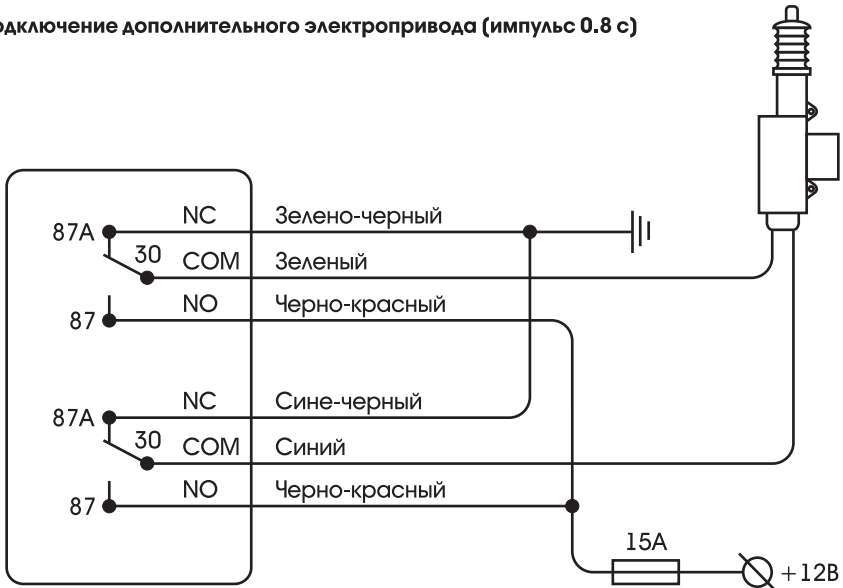 одключение дополнительного электропривода (импульс 0.8 с)
87A NC Зелено-черный
30 COM Зеленый
87 NO Черно-красный
87A NC Сине-черный
30 COM Синий
87 NO Черно-красный
15A
+12В